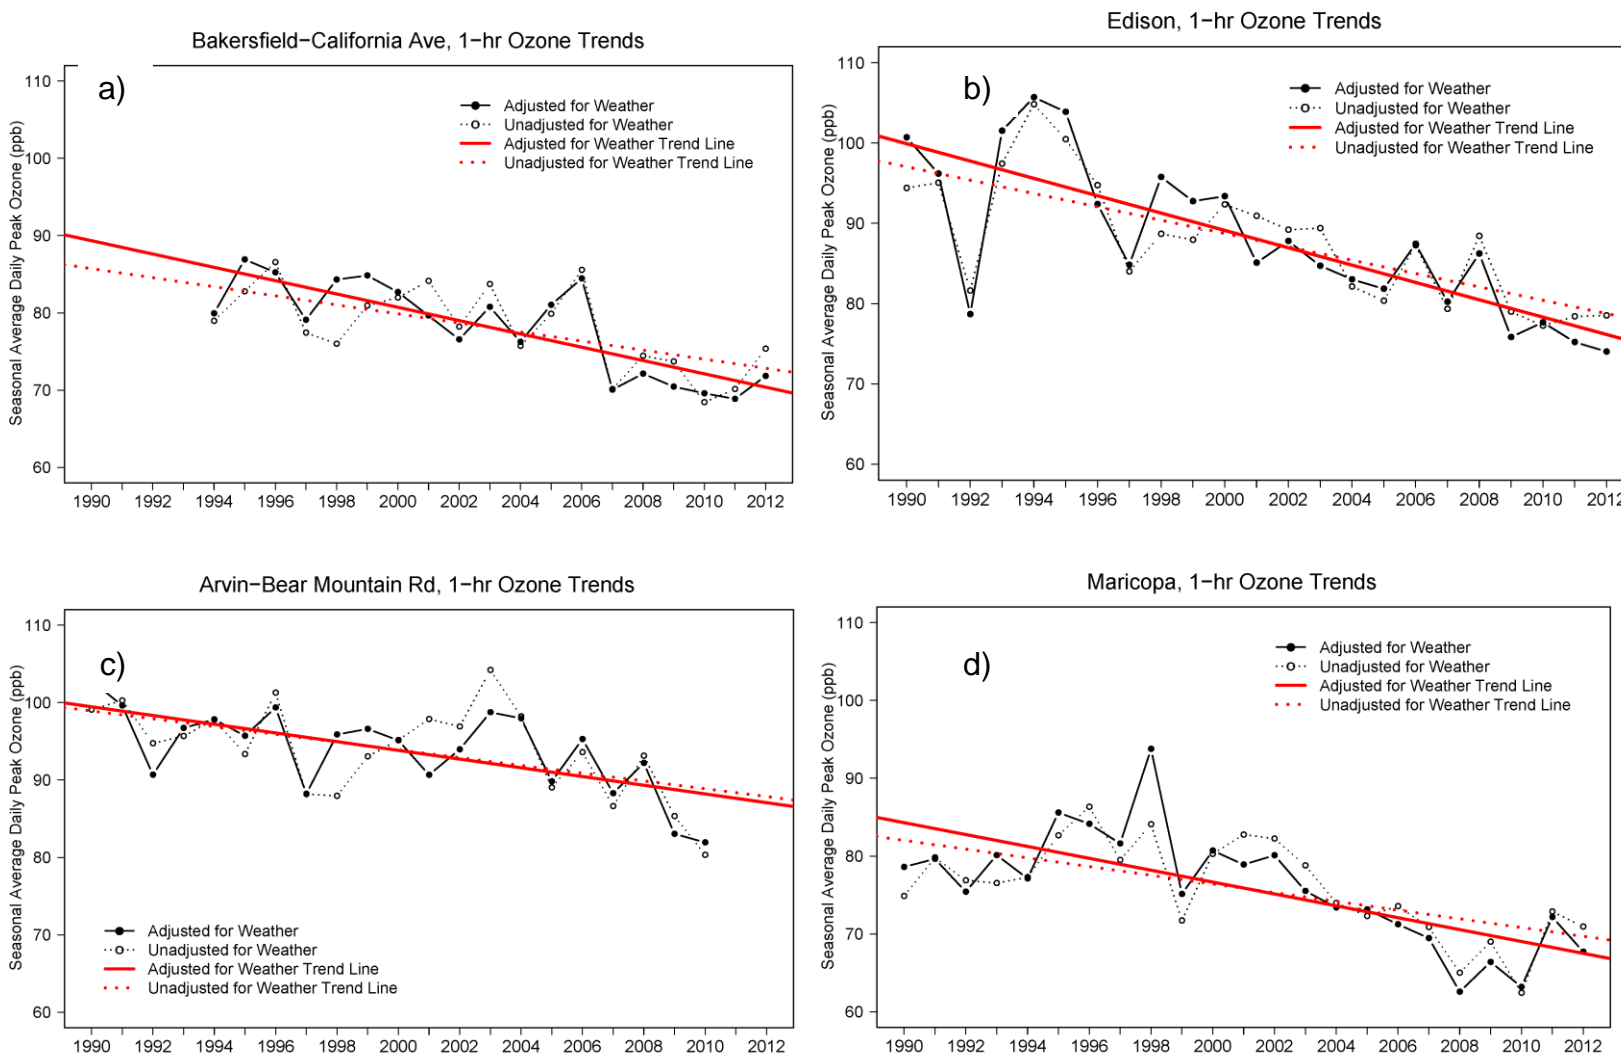 Bakersfield−California Ave, 1−hr Ozone Trends
a)
Seasonal Average Daily Peak Ozone (ppb)
110
100
90
80
70
60
Adjusted for Weather
Unadjusted for Weather
Adjusted for Weather Trend Line
Unadjusted for Weather Trend Line
1990 1992 1994 1996 1998 2000 2002 2004 2006 2008 2010 2012
Edison, 1−hr Ozone Trends
b)
Seasonal Average Daily Peak Ozone (ppb)
110
100
90
80
70
60
Adjusted for Weather
Unadjusted for Weather
Adjusted for Weather Trend Line
Unadjusted for Weather Trend Line
1990 1992 1994 1996 1998 2000 2002 2004 2006 2008 2010 2012
Arvin−Bear Mountain Rd, 1−hr Ozone Trends
c)
Seasonal Average Daily Peak Ozone (ppb)
110
100
90
80
70
60
Adjusted for Weather
Unadjusted for Weather
Adjusted for Weather Trend Line
Unadjusted for Weather Trend Line
1990 1992 1994 1996 1998 2000 2002 2004 2006 2008 2010 2012
Maricopa, 1−hr Ozone Trends
d)
Seasonal Average Daily Peak Ozone (ppb)
110
100
90
80
70
60
Adjusted for Weather
Unadjusted for Weather
Adjusted for Weather Trend Line
Unadjusted for Weather Trend Line
1990 1992 1994 1996 1998 2000 2002 2004 2006 2008 2010 2012